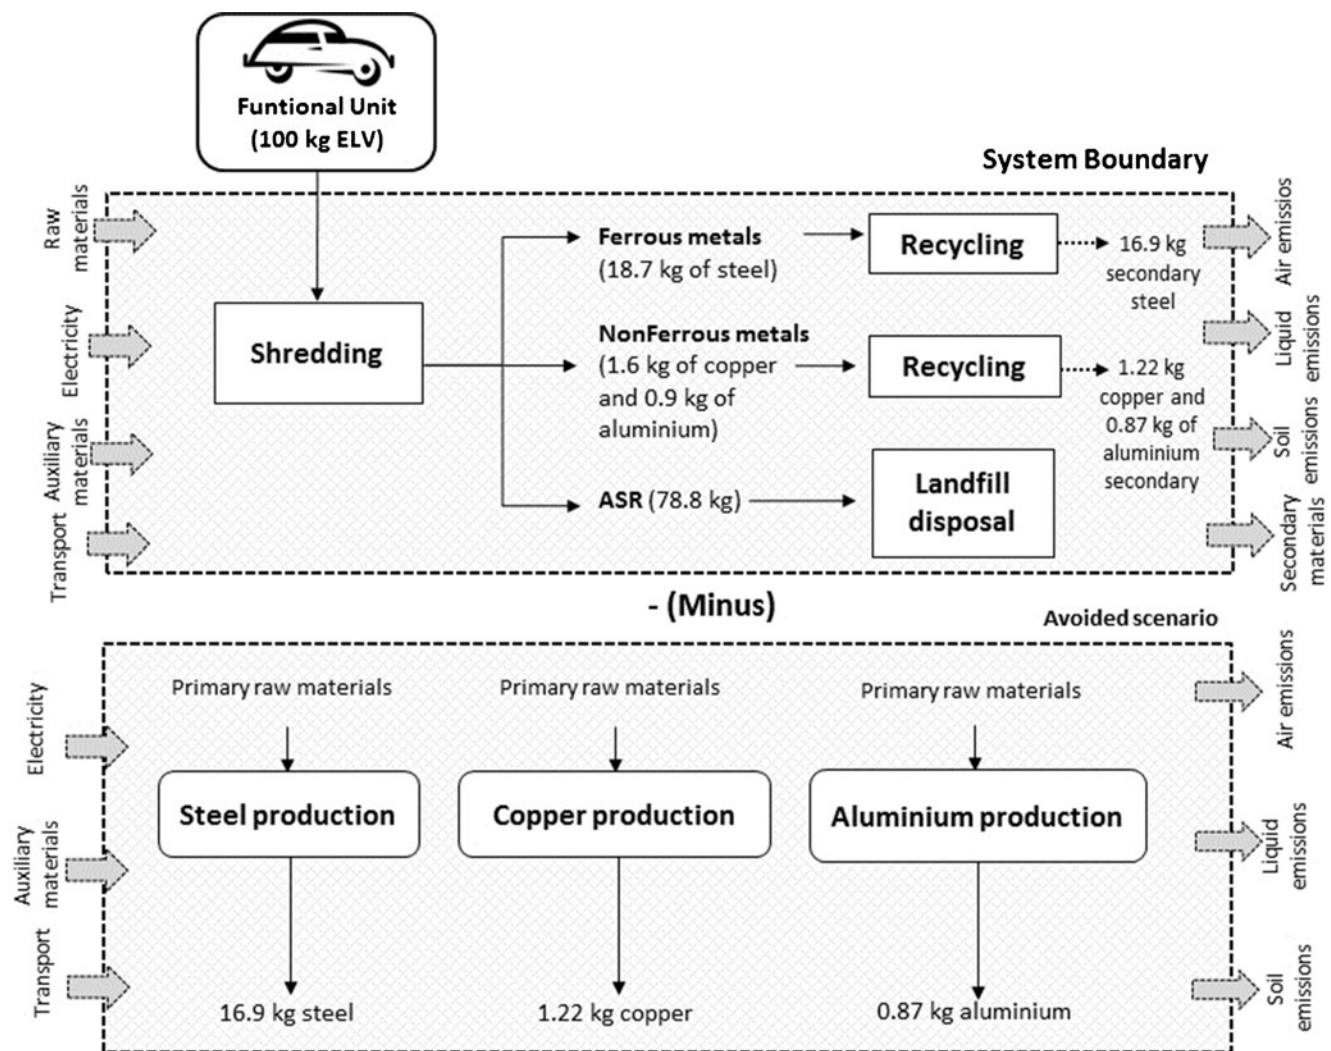 Funtional Unit
(100 kg ELV)
System Boundary
Raw
materials
Electricity
Auxiliary
materials
Transport
Shredding
Ferrous metals
(18.7 kg of steel)
Recycling
16.9 kg
secondary
steel
NonFerrous metals
(1.6 kg of copper
and 0.9 kg of
aluminium)
Recycling
1.22 kg
copper and
0.87 kg of
aluminium
secondary
ASR (78.8 kg)
Landfill
disposal
Air emissios
Liquid
emissions
Soil
emissions
Secondary
materials
- (Minus)
Avoided scenario
Electricity
Auxiliary
materials
Transport
Primary raw materials
Primary raw materials
Primary raw materials
Steel production
Copper production
Aluminium production
16.9 kg steel
1.22 kg copper
0.87 kg aluminium
Air emissions
Liquid
emissions
Soil
emissions